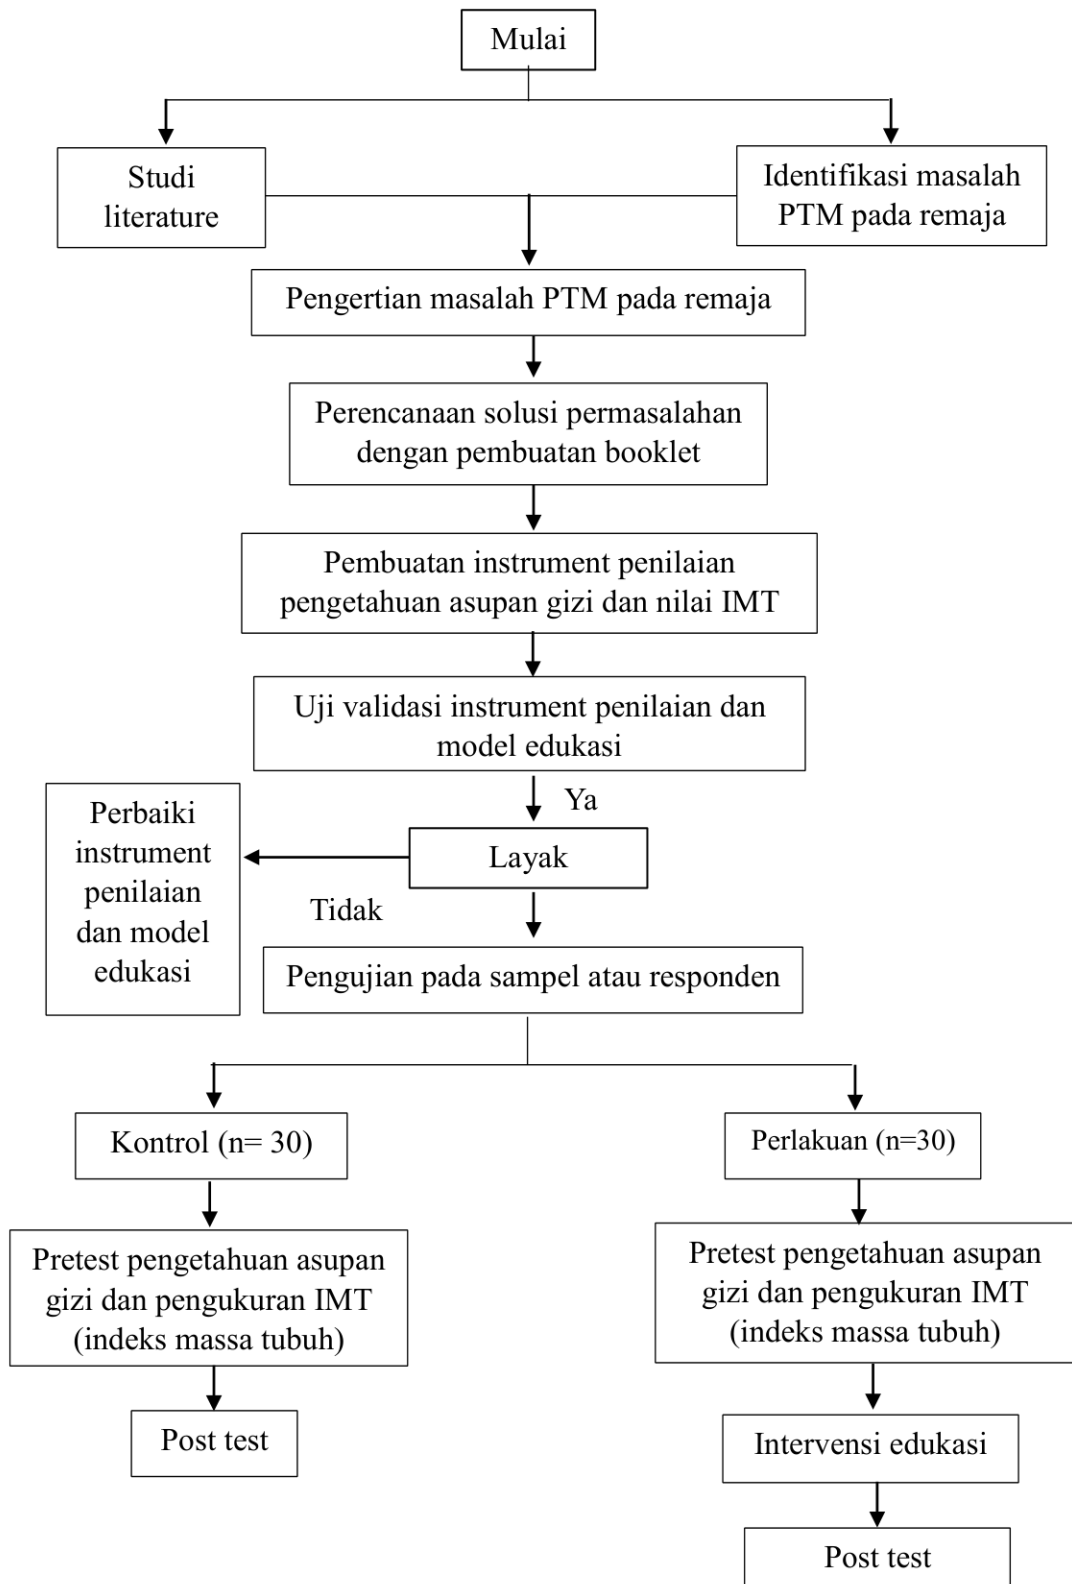 Mulai
Studi
literature
Identifikasi masalah
PTM pada remaja
Pengertian masalah PTM pada remaja
Perencanaan solusi permasalahan
dengan pembuatan booklet
Pembuatan instrument penilaian
pengetahuan asupan gizi dan nilai IMT
Uji validasi instrument penilaian dan
model edukasi
Ya
Layak
Tidak
Perbaiki
instrument
penilaian
dan model
edukasi
Pengujian pada sampel atau responden
Kontrol (n= 30)
Pretest pengetahuan asupan
gizi dan pengukuran IMT
(indeks massa tubuh)
Post test
Perlakuan (n=30)
Pretest pengetahuan asupan
gizi dan pengukuran IMT
(indeks massa tubuh)
Intervensi edukasi
Post test